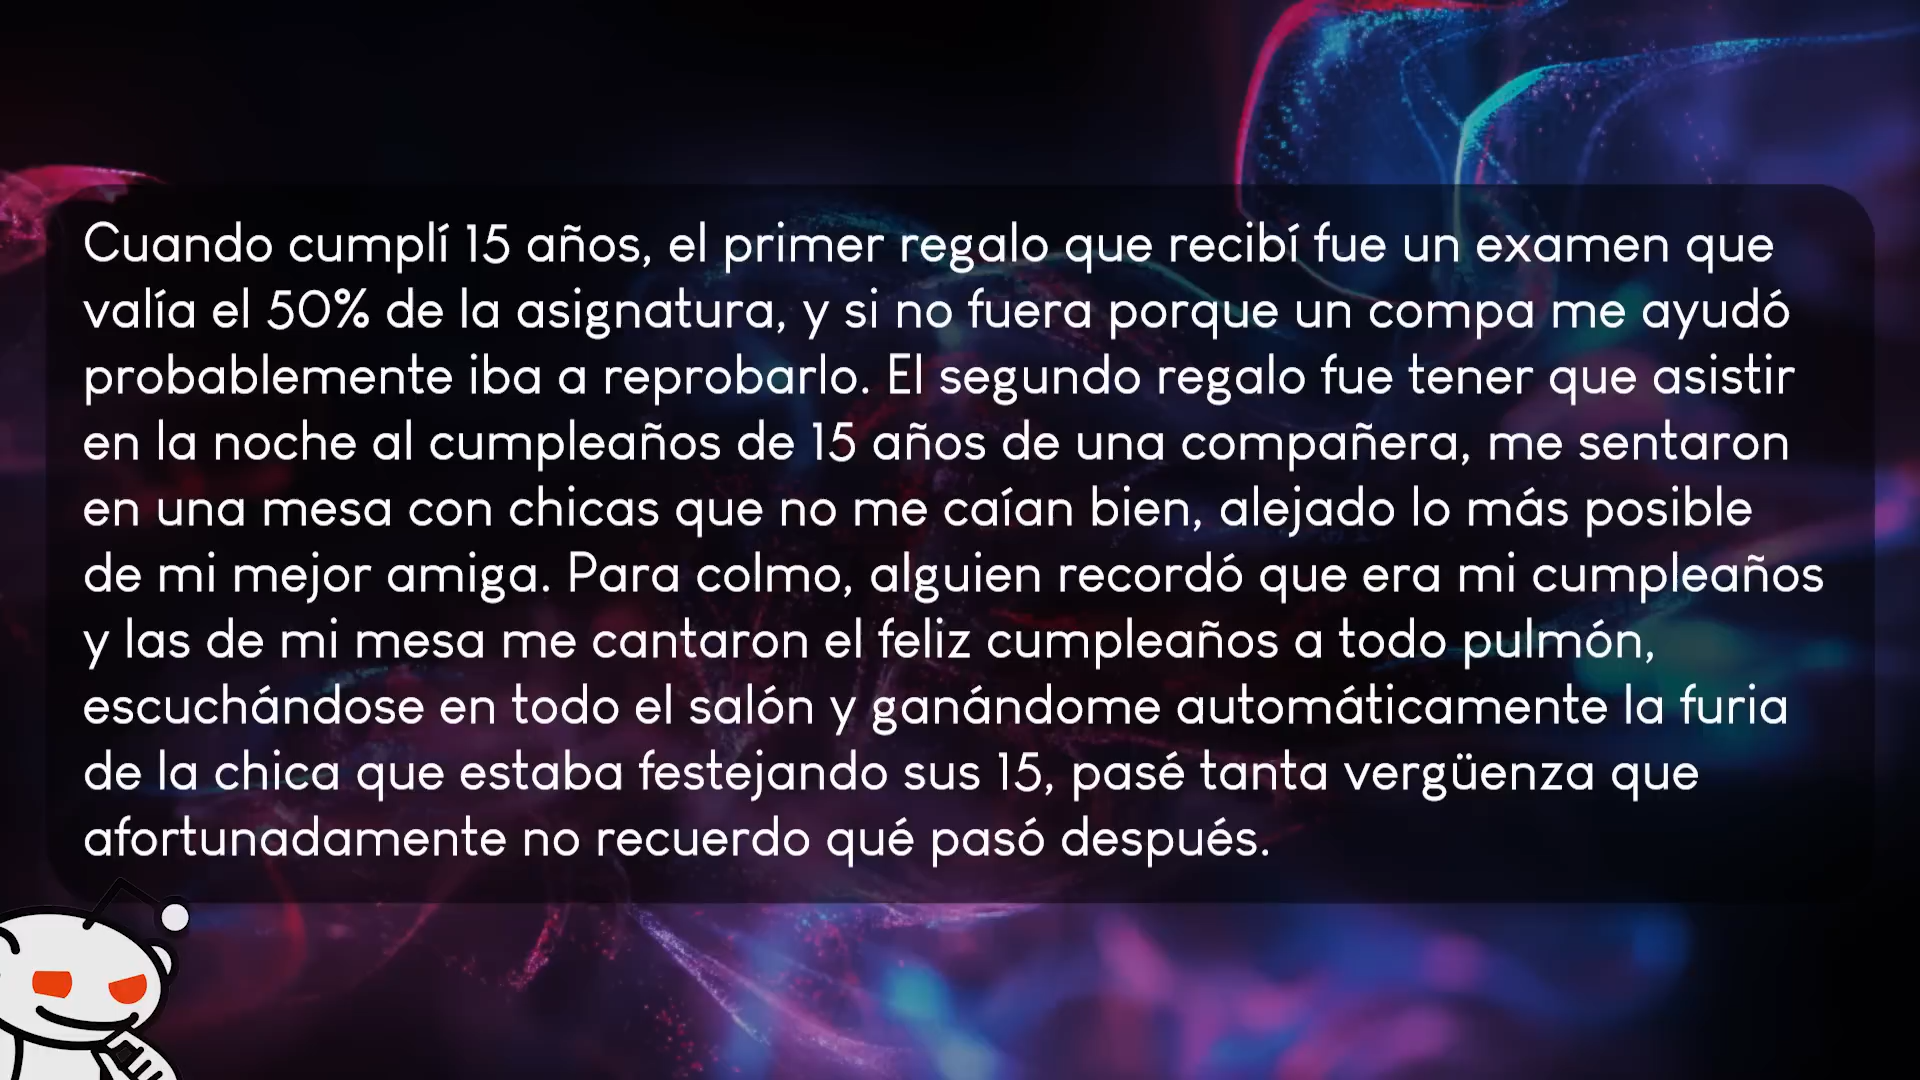 Cuando cumplí 15 años, el primer regalo que recibí fue un examen que
valía el 50% de la asignatura, y si no fuera porque un compa me ayudó
probablemente iba a reprobarlo. El segundo regalo fue tener que asistir
en la noche al cumpleaños de 15 años de una compañera, me sentaron
en una mesa con chicas que no me caían bien, alejado lo más posible
de mi mejor amiga. Para colmo, alguien recordó que era mi cumpleaños
y las de mi mesa me cantaron el feliz cumpleaños a todo pulmón,
escuchándose en todo el salón y ganándome automáticamente la furia
de la chica que estaba festejando sus 15, pasé tanta vergüenza que
afortunadamente no recuerdo qué pasó después.